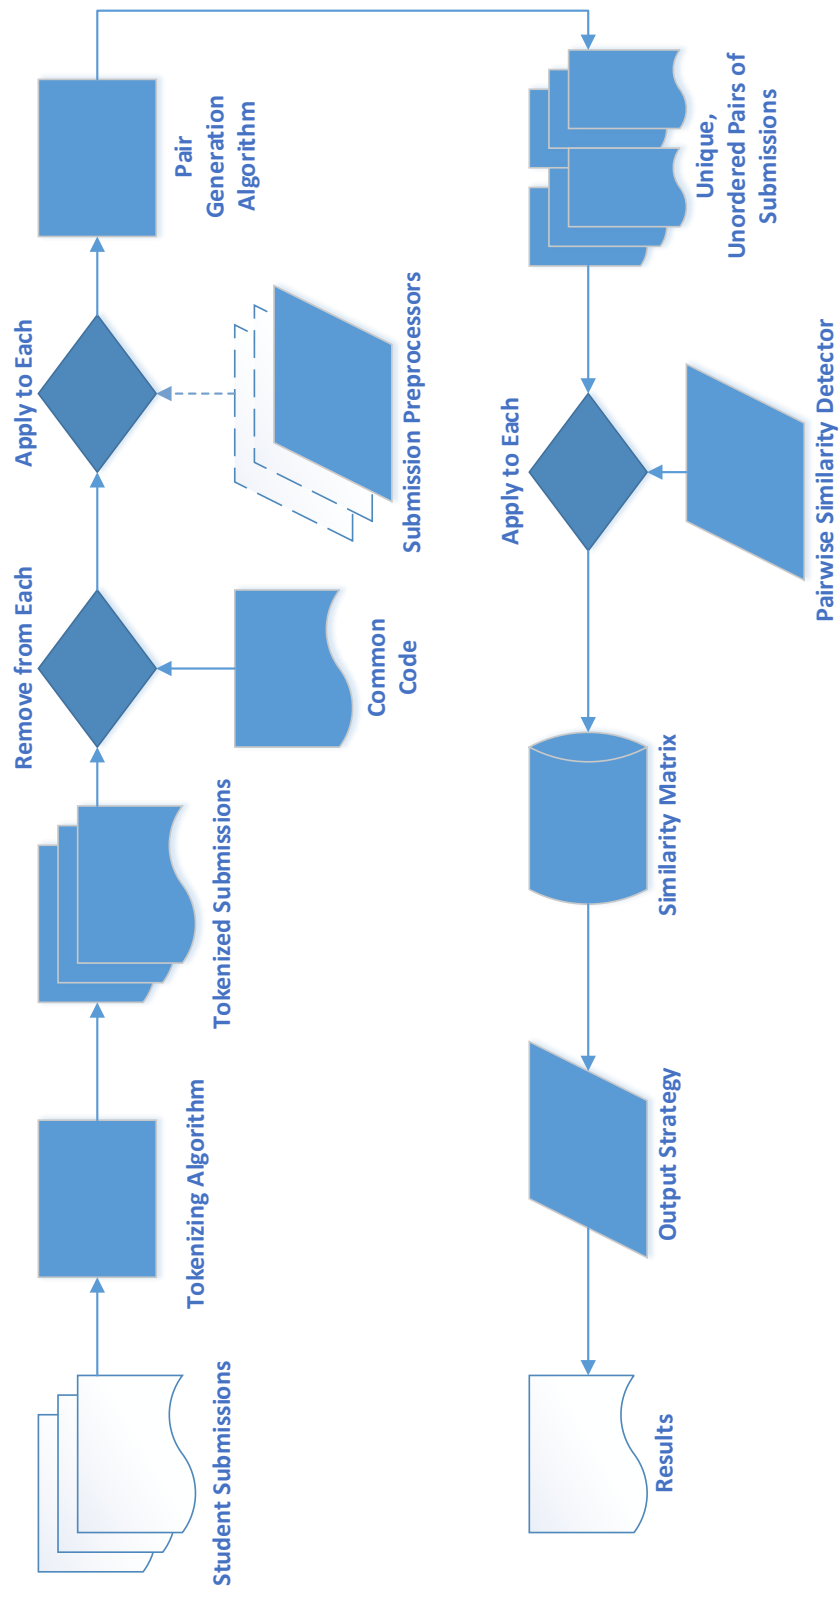 Student Submissions
Tokenizing Algorithm
Tokenized Submissions
Remove from Each
Common
Code
Apply to Each
Submission Preprocessors
Pair
Generation
Algorithm
Unique,
Unordered Pairs of
Submissions
Apply to Each
Pairwise Similarity Detector
Similarity Matrix
Output Strategy
Results